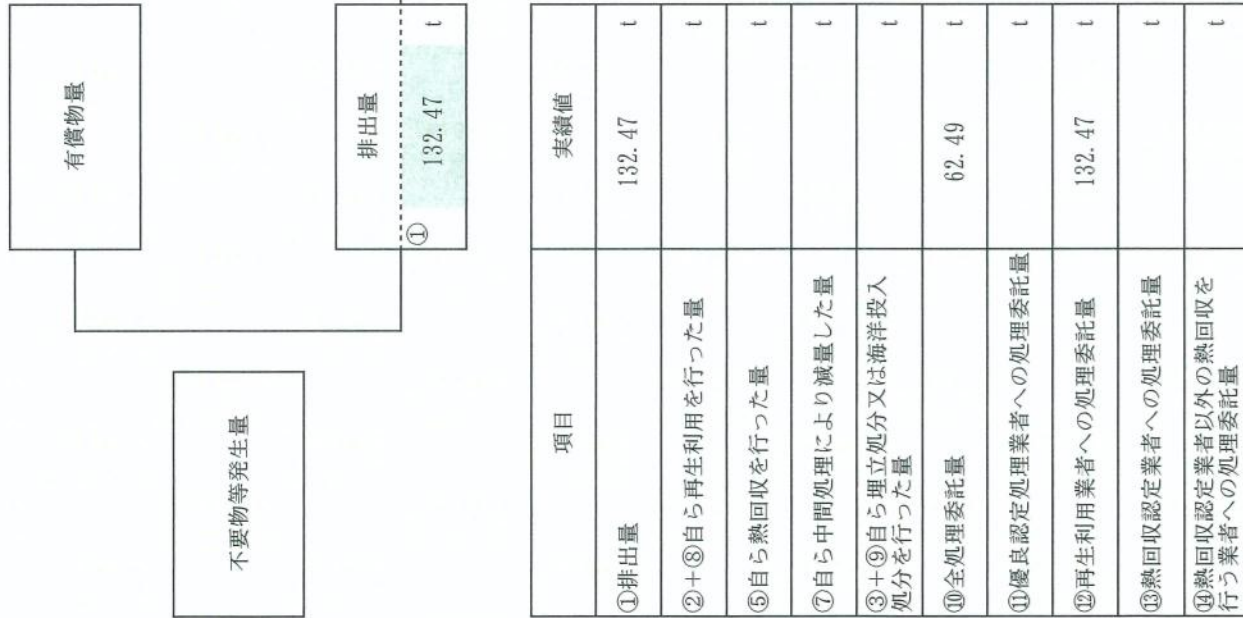 有償物量
不要物等発生量
排出量
① 132.47 t
項目 実績値
①排出量 132.47 t
②+⑧自ら再生利用を行った量 t
⑤自ら熱回収を行った量 t
⑦自ら中間処理により減量した量 t
③+⑨自ら埋立処分又は海洋投入
処分を行った量 t
⑩全処理委託量 62.49 t
⑪優良認定処理業者への処理委託量 t
⑫再生利用業者への処理委託量 132.47 t
⑬熱回収認定業者への処理委託量 t
⑭熱回収認定業者以外の熱回収を
行う業者への処理委託量 t